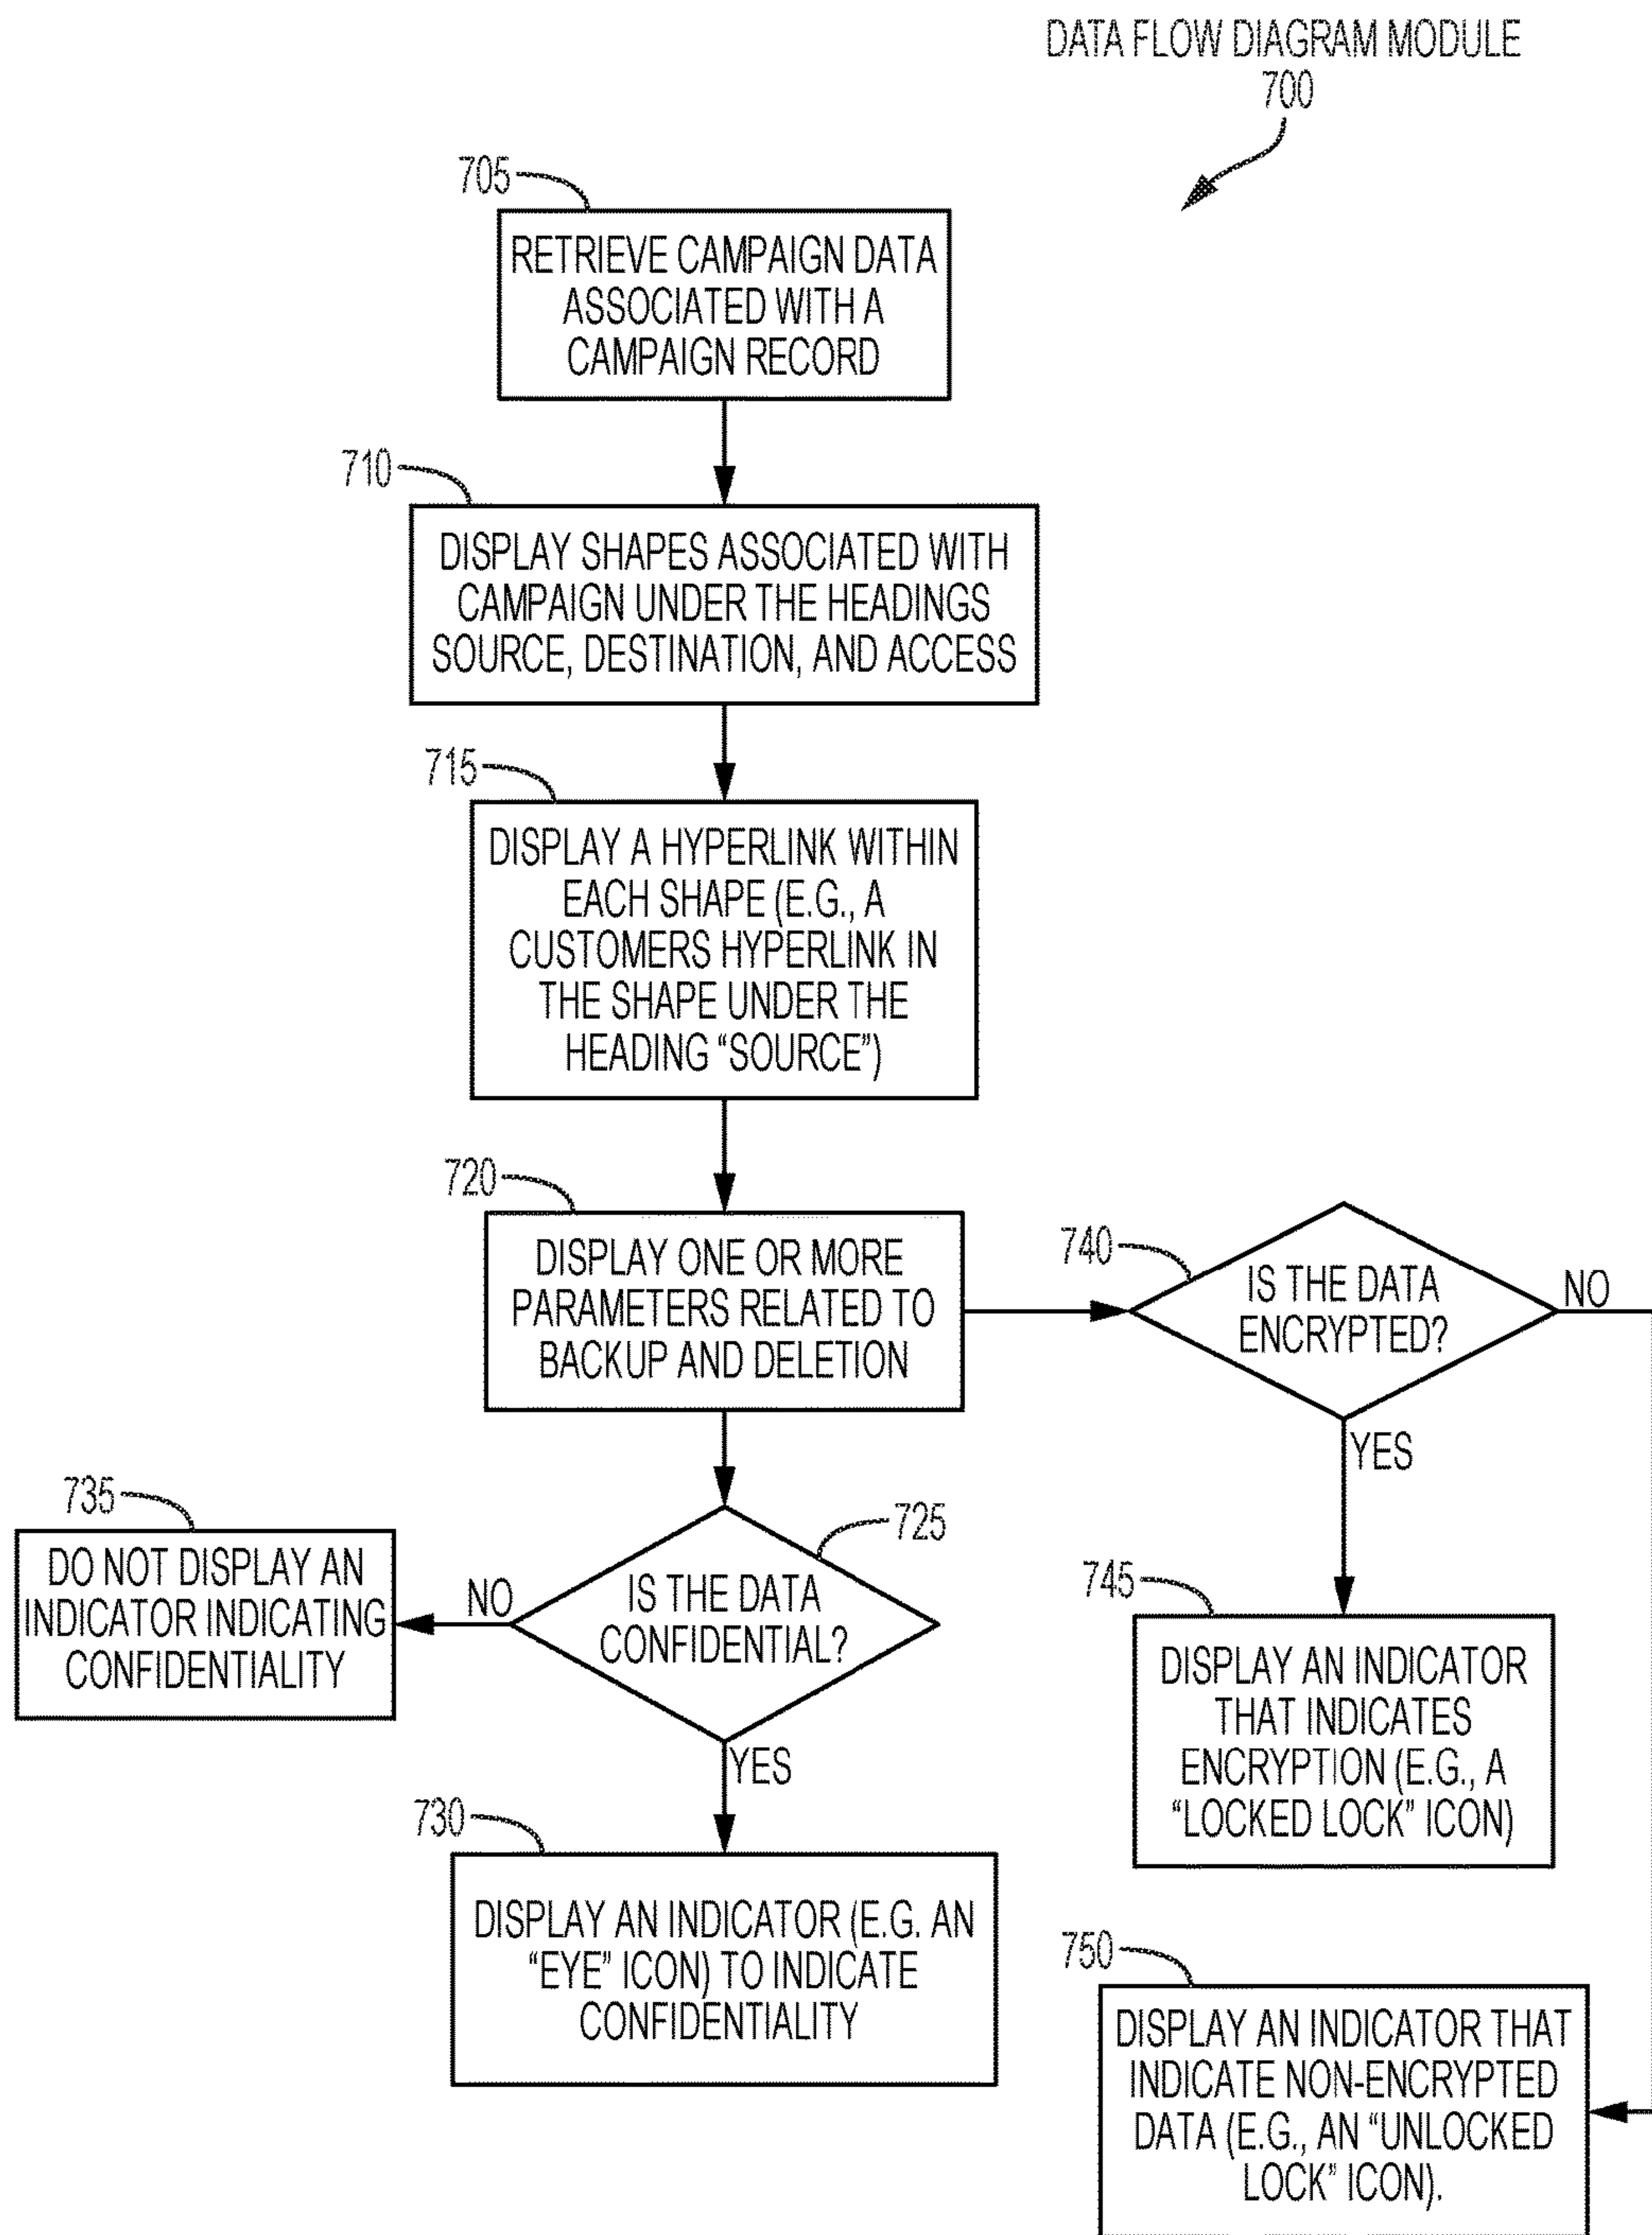 DATA FLOW DIAGRAM MODULE
700
705
RETRIEVE CAMPAIGN DATA
ASSOCIATED WITH A
CAMPAIGN RECORD
710
DISPLAY SHAPES ASSOCIATED WITH
CAMPAIGN UNDER THE HEADINGS
SOURCE, DESTINATION, AND ACCESS
715
DISPLAY A HYPERLINK WITHIN
EACH SHAPE (E.G., A
CUSTOMERS HYPERLINK IN
THE SHAPE UNDER THE
HEADING “SOURCE”)
720
DISPLAY ONE OR MORE
PARAMETERS RELATED TO
BACKUP AND DELETION
740
IS THE DATA
ENCRYPTED?
NO
YES
735
DO NOT DISPLAY AN
INDICATOR INDICATING
CONFIDENTIALITY
NO
725
IS THE DATA
CONFIDENTIAL?
YES
745
DISPLAY AN INDICATOR
THAT INDICATES
ENCRYPTION (E.G., A
“LOCKED LOCK” ICON)
730
DISPLAY AN INDICATOR (E.G. AN
“EYE” ICON) TO INDICATE
CONFIDENTIALITY
750
DISPLAY AN INDICATOR THAT
INDICATE NON-ENCRYPTED
DATA (E.G., AN “UNLOCKED
LOCK” ICON).